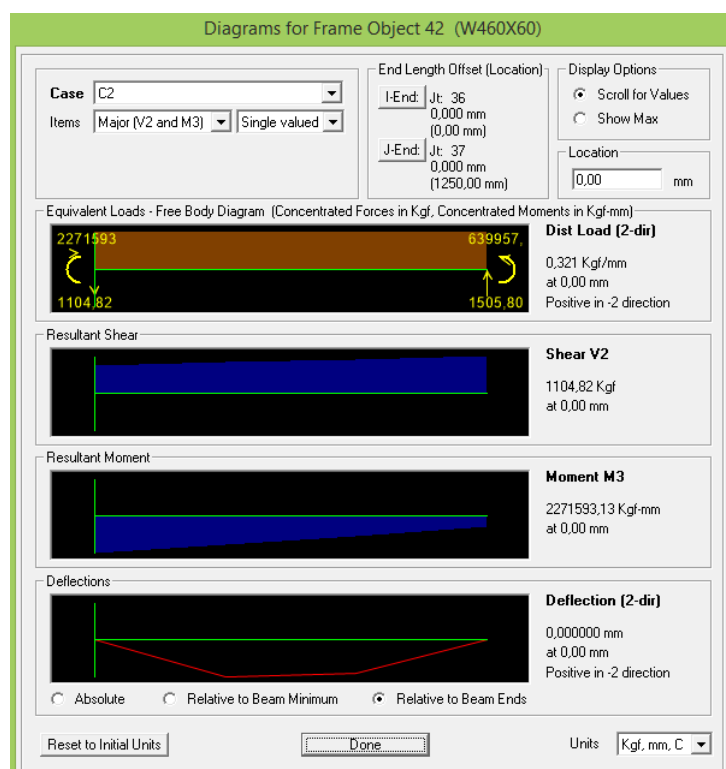 Diagrams for Frame Object 42 (W460X60)
Case C2
Items Major (V2 and M3) Single valued
End Length Offset (Location)
I-End: Jt: 36
0,000 mm
(0,00 mm)
J-End: Jt: 37
0,000 mm
(1250,00 mm)
Display Options
Scroll for Values
Show Max
Location
0,00 mm
Equivalent Loads - Free Body Diagram (Concentrated Forces in Kgf, Concentrated Moments in Kgf-mm)
2271593 639957,
1104,82 1505,80
Dist Load (2-dir)
0,321 Kgf/mm
at 0,00 mm
Positive in -2 direction
Resultant Shear
Shear V2
1104,82 Kgf
at 0,00 mm
Resultant Moment
Moment M3
2271593,13 Kgf-mm
at 0,00 mm
Deflections
Deflection (2-dir)
0,000000 mm
at 0,00 mm
Positive in -2 direction
Absolute Relative to Beam Minimum Relative to Beam Ends
Reset to Initial Units Done Units Kgf, mm, C